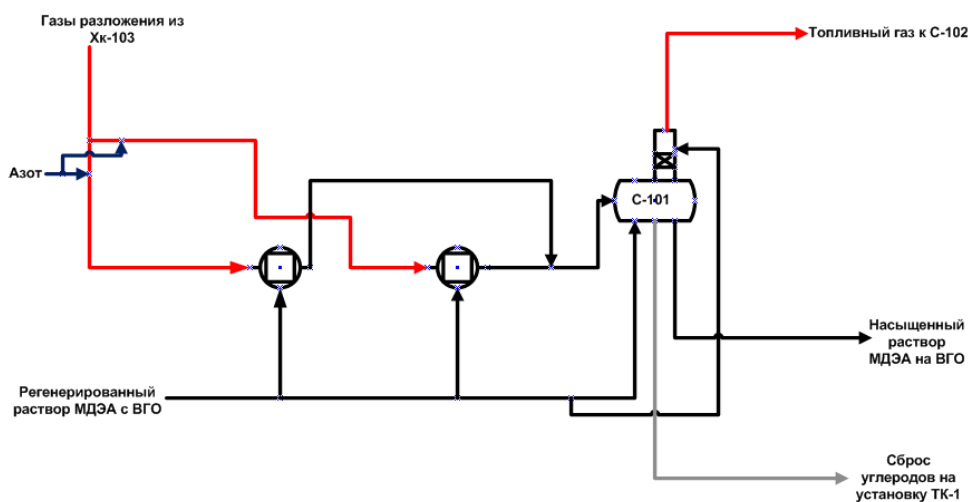 Газы разложения из
Хк-103
Топливный газ к С-102
Азот
С-101
Насыщенный
раствор
МДЭА на ВГО
Регенерированный
раствор МДЭА с ВГО
Сброс
углеродов на
установку ТК-1